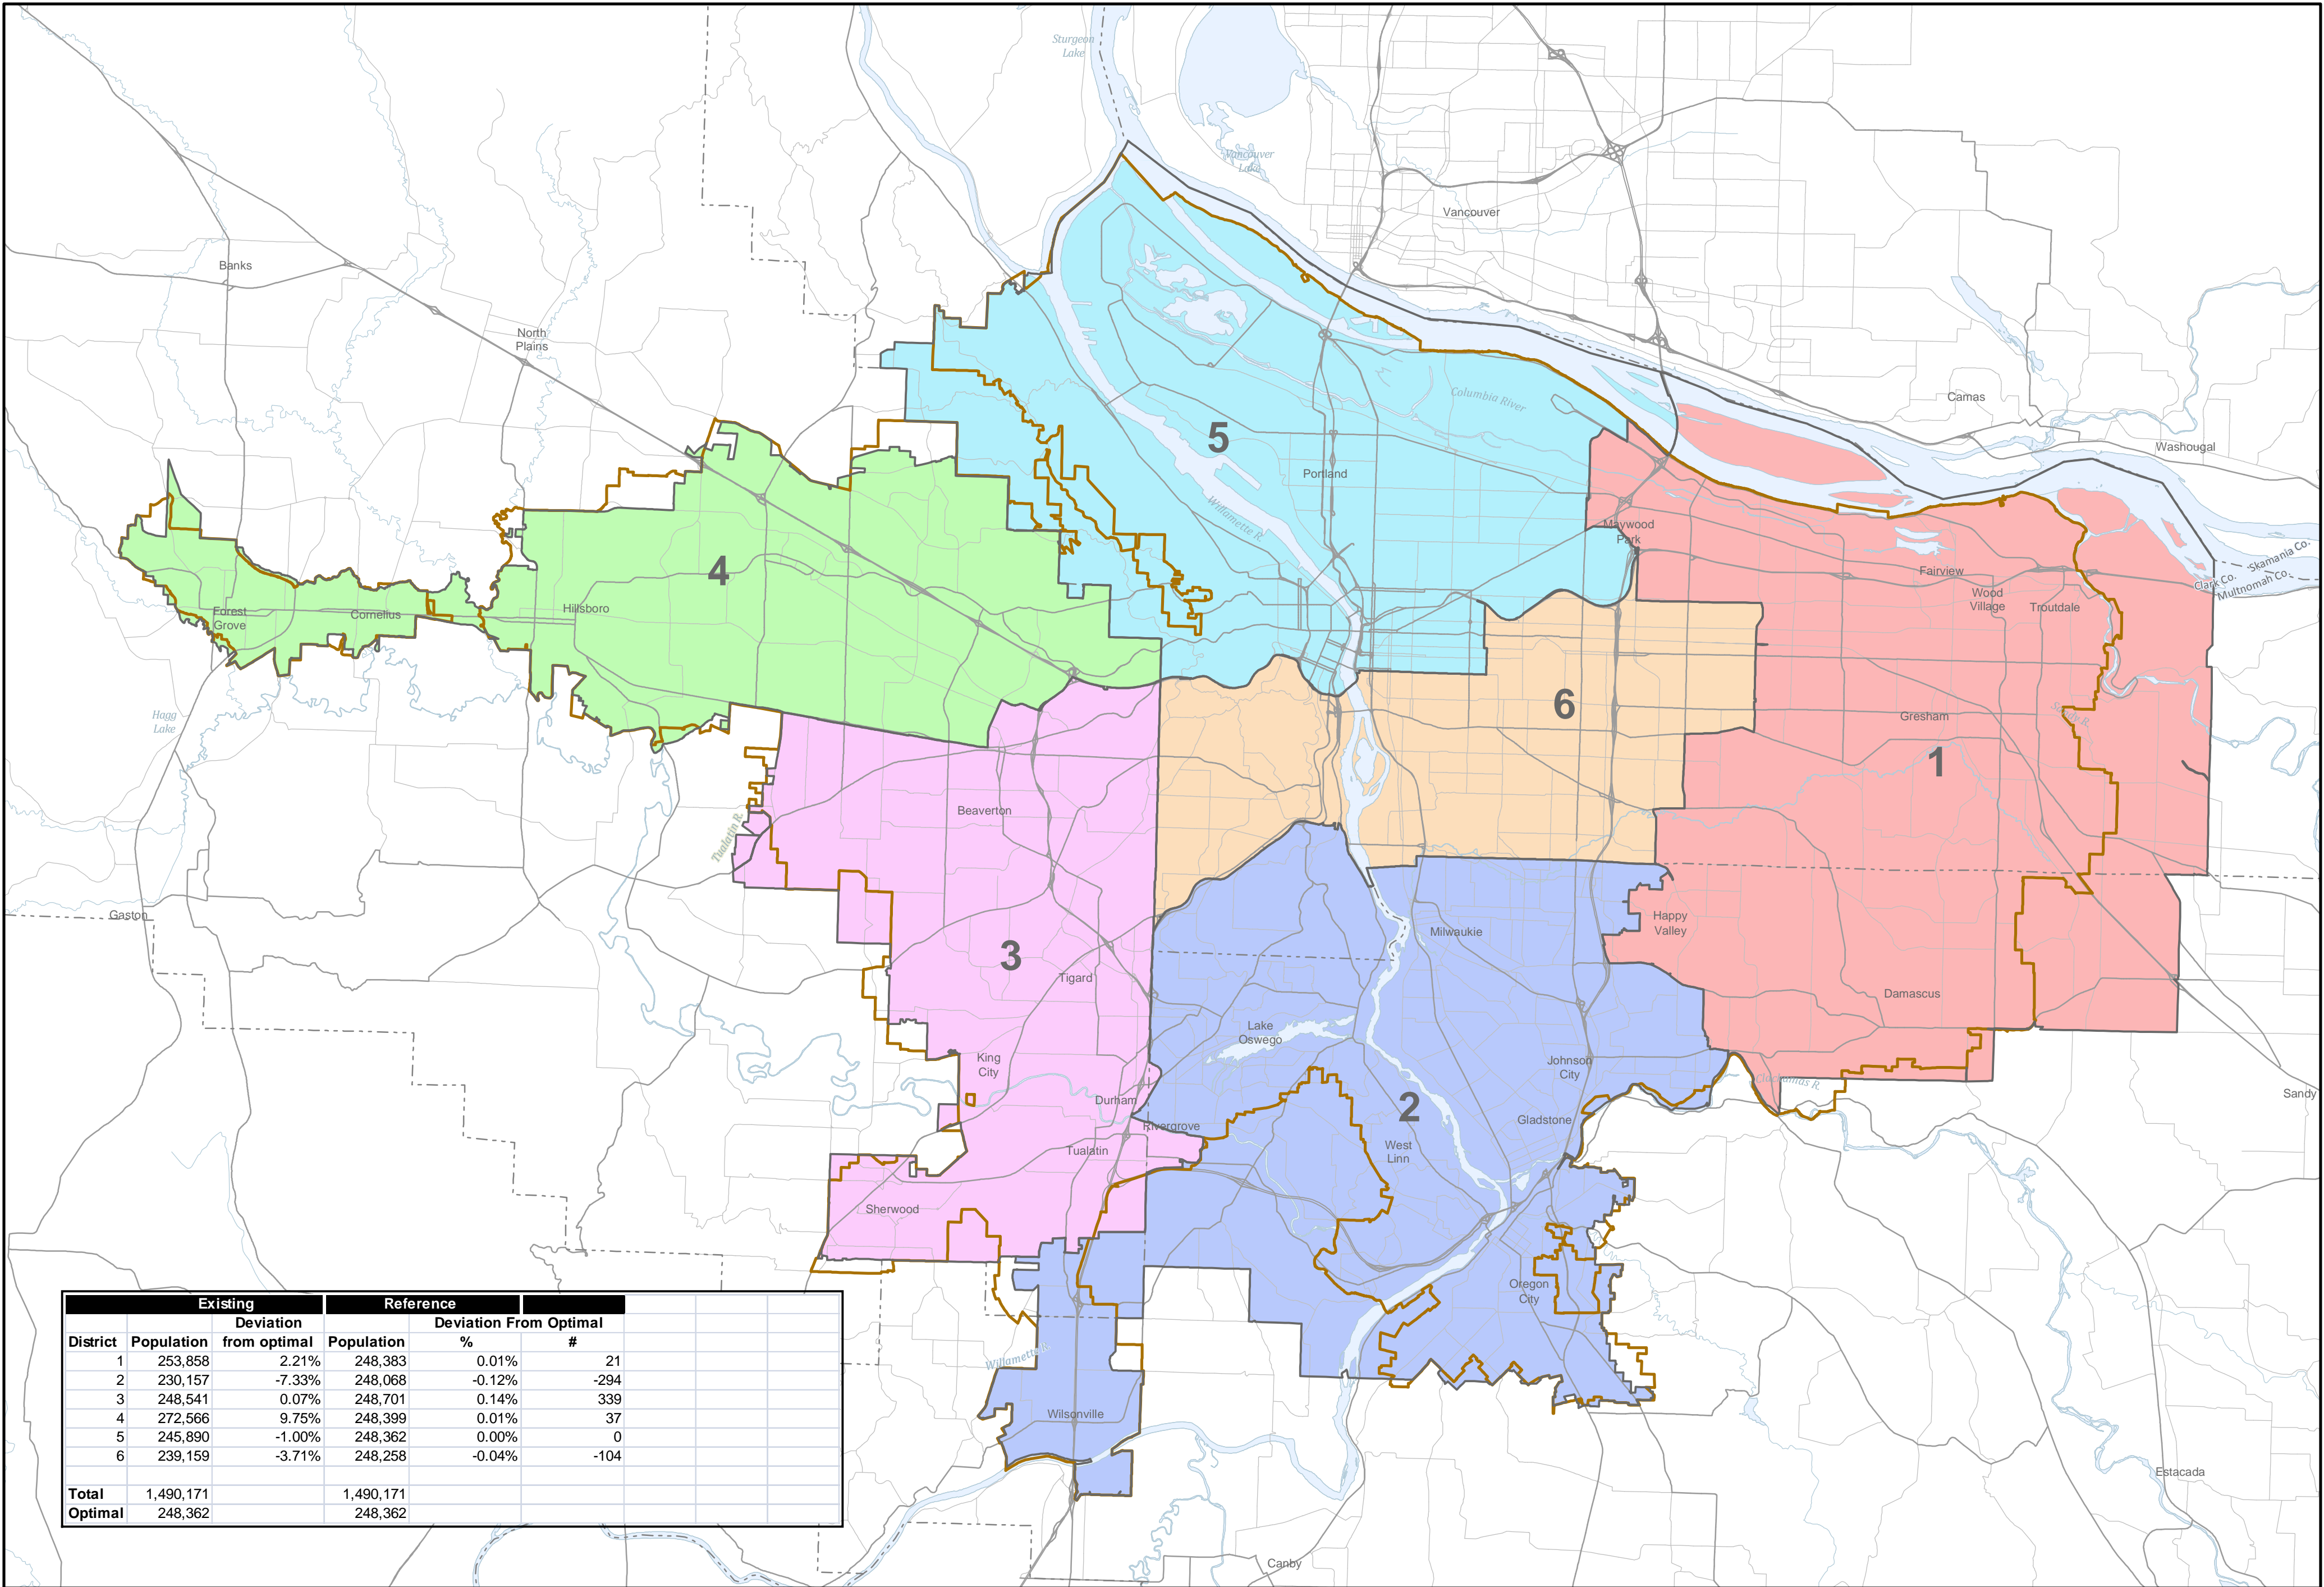 Sturgeon
Lake
Vancouver
Lake
Vancouver
Banks
North
Plains
Camas
Columbia River
5
Washougal
Portland
Willamette R.
Maywood
Park
Skamania Co.
Clark Co.
Multnomah Co.
Fairview
4
Wood
Village
Troutdale
Hillsboro
Forest
Grove
Cornelius
6
Hagg
Lake
Gresham
Sandy R.
1
Beaverton
Tualatin R.
Gaston
Happy
Valley
Milwaukie
3
Tigard
Damascus
Lake
Oswego
King
City
Johnson
City
Clackamas R.
Sandy
Durham
2
Rivergrove
Gladstone
Tualatin
West
Linn
Sherwood
Oregon
City
Willamette R.
Wilsonville
Estacada
Canby
Existing Reference
Deviation Deviation From Optimal
District Population from optimal Population % #
1 253,858 2.21% 248,383 0.01% 21
2 230,157 -7.33% 248,068 -0.12% -294
3 248,541 0.07% 248,701 0.14% 339
4 272,566 9.75% 248,399 0.01% 37
5 245,890 -1.00% 248,362 0.00% 0
6 239,159 -3.71% 248,258 -0.04% -104
Total 1,490,171 1,490,171
Optimal 248,362 248,362